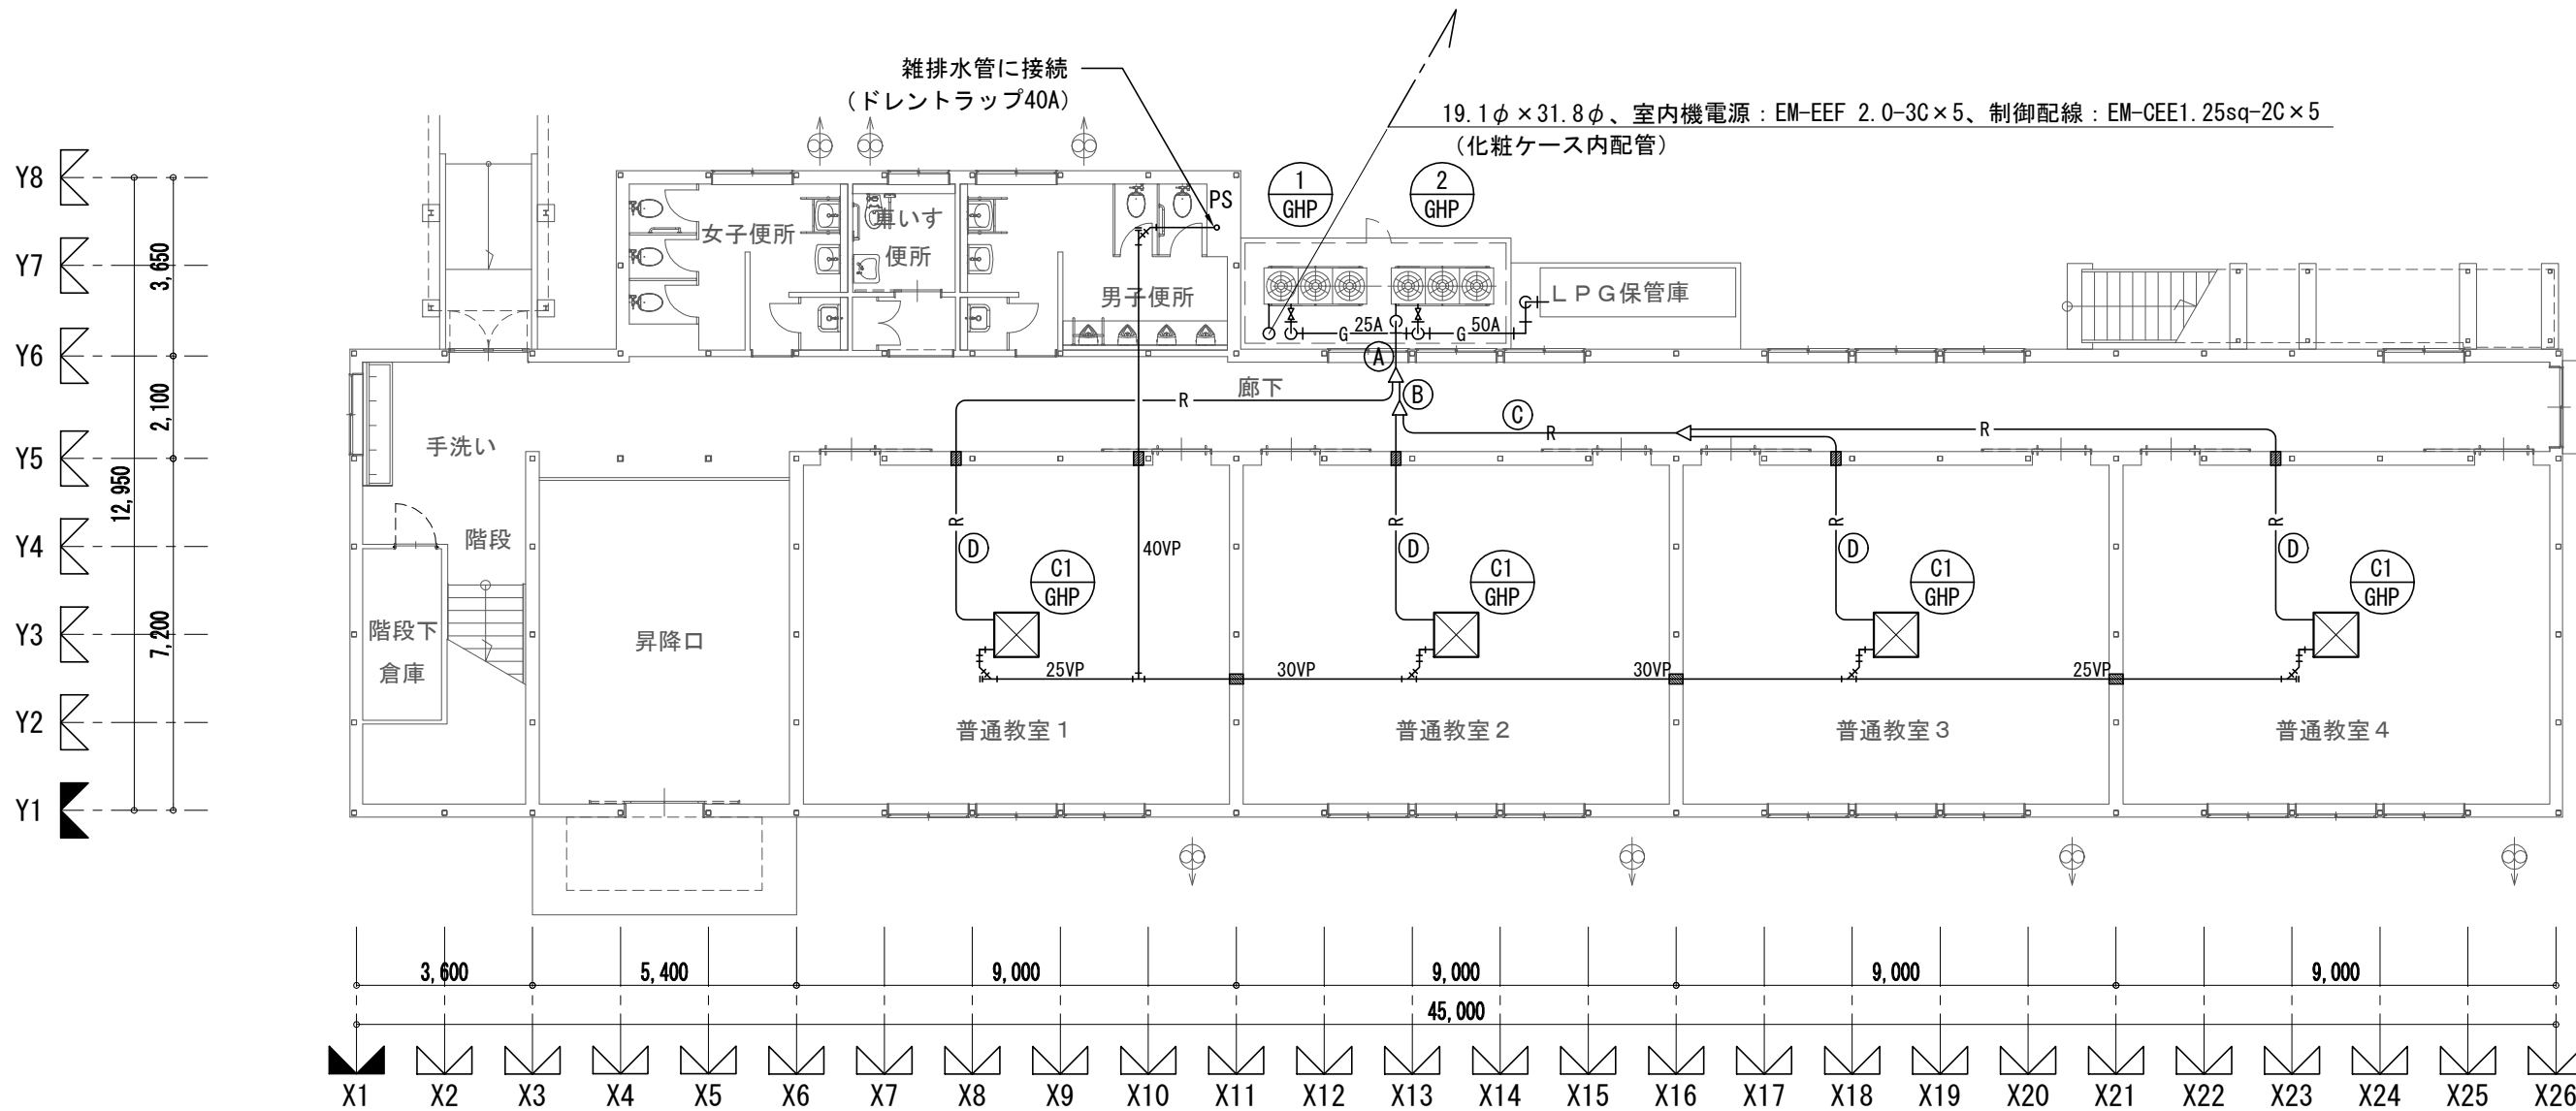 雑排水管に接続
（ドレントラップ40A）
19.1φ×31.8φ、室内機電源：EM-EEF 2.0-3C×5、制御配線：EM-CEE1.25sq-2C×5
（化粧ケース内配管）
Y8
Y7
Y6
Y5
Y4
Y3
Y2
Y1
3,650
2,100
7,200
12,950
1
GHP
2
GHP
PS
女子便所
車いす
便所
男子便所
LPG保管庫
G
25A
G
50A
A
B
C
廊下
R
R
R
手洗い
階段
階段下
倉庫
昇降口
R
D
C1
GHP
40VP
R
D
C1
GHP
R
D
C1
GHP
R
D
C1
GHP
25VP
30VP
30VP
25VP
普通教室1
普通教室2
普通教室3
普通教室4
3,600
5,400
9,000
9,000
9,000
9,000
45,000
X1
X2
X3
X4
X5
X6
X7
X8
X9
X10
X11
X12
X13
X14
X15
X16
X17
X18
X19
X20
X21
X22
X23
X24
X25
X26